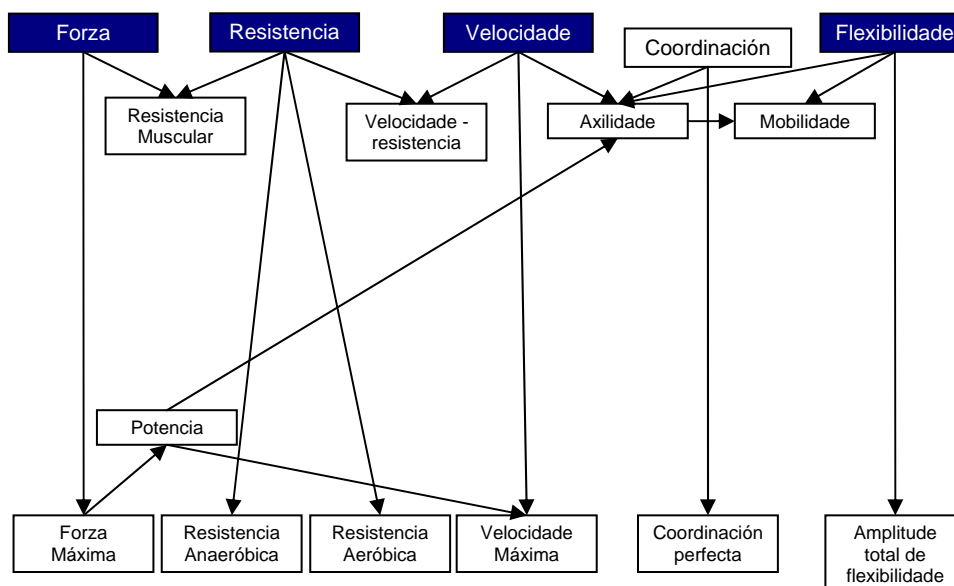 Forza
Resistencia
Velocidade
Coordinación
Flexibilidade
Resistencia
Muscular
Velocidade -
resistencia
Axilidade
Mobilidade
Potencia
Forza
Máxima
Resistencia
Anaeróbica
Resistencia
Aeróbica
Velocidade
Máxima
Coordinación
perfecta
Amplitude
total de
flexibilidade